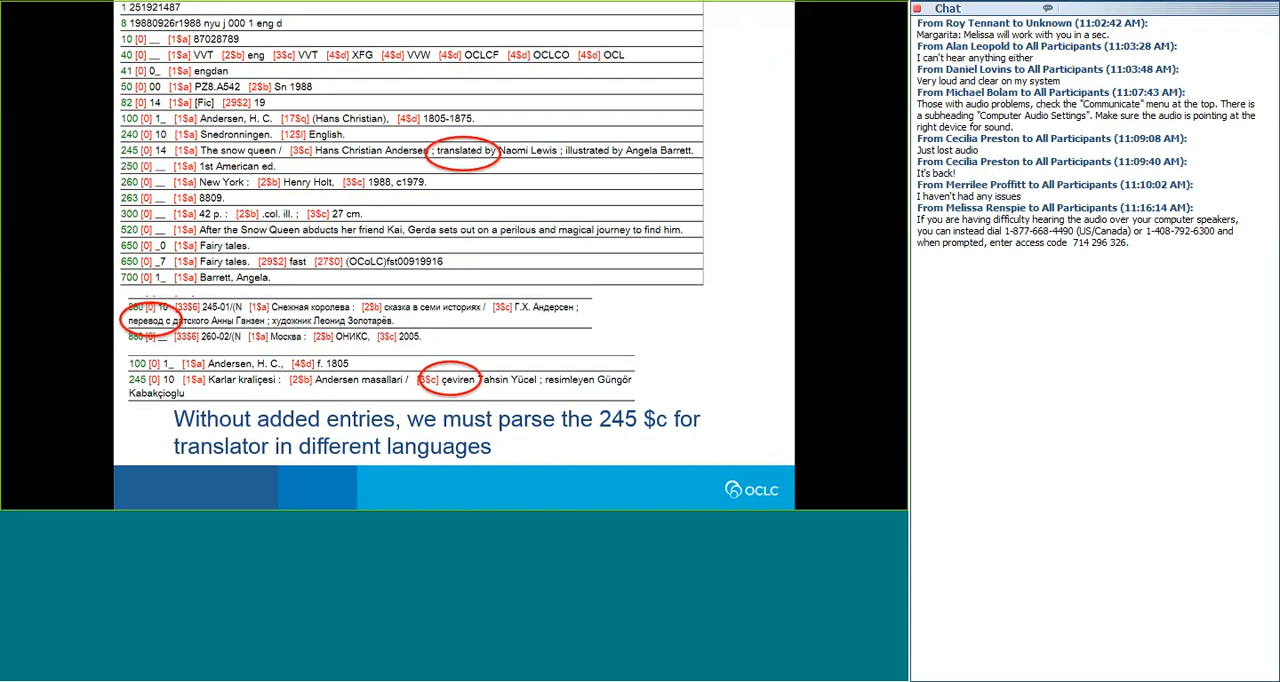 1 251921487
8 19880926r1988 nyu j 000 1 eng d
10 [0] __ [1$a] 87028789
40 [0] __ [1$a] VVT [2$b] eng [3$c] VVT [4$d] XFG [4$d] VVW [4$d] OCLCF [4$d] OCLCO [4$d] OCL
41 [0] 0_ [1$a] engdan
50 [0] 00 [1$a] PZ8.A542 [2$b] Sn 1988
82 [0] 14 [1$a] [Fic] [29$2] 19
100 [0] 1_ [1$a] Andersen, H. C. [17$q] (Hans Christian), [4$d] 1805-1875.
240 [0] 10 [1$a] Snedronningen. [12$l] English.
245 [0] 14 [1$a] The snow queen / [3$c] Hans Christian Andersen ; translated by Naomi Lewis ; illustrated by Angela Barrett.
250 [0] __ [1$a] 1st American ed.
260 [0] __ [1$a] New York : [2$b] Henry Holt, [3$c] 1988, c1979.
263 [0] __ [1$a] 8809.
300 [0] __ [1$a] 42 p. : [2$b] .col. ill. ; [3$c] 27 cm.
520 [0] __ [1$a] After the Snow Queen abducts her friend Kai, Gerda sets out on a perilous and magical journey to find him.
650 [0] _0 [1$a] Fairy tales.
650 [0] _7 [1$a] Fairy tales. [29$2] fast [27$0] (OCoLC)fst00919916
700 [0] 1_ [1$a] Barrett, Angela.
880 [0] 10 [33$6] 245-01/(N [1$a] Снежная королева : [2$b] сказка в семи историях / [3$c] Г.Х. Андерсен ;
перевод с датского Анны Ганзен ; художник Леонид Золотарёв.
880 [0] __ [33$6] 260-02/(N [1$a] Москва : [2$b] ОНИКС, [3$c] 2005.
100 [0] 1_ [1$a] Andersen, H. C., [4$d] f. 1805
245 [0] 10 [1$a] Karlar kraliçesi : [2$b] Andersen masallari / [3$c] çeviren Tahsin Yücel ; resimleyen Güngör
Kabakçioglu
Without added entries, we must parse the 245 $c for
translator in different languages
OCLC
Chat
From Roy Tennant to Unknown (11:02:42 AM):
Margarita: Melissa will work with you in a sec.
From Alan Leopold to All Participants (11:03:28 AM):
I can't hear anything either
From Daniel Lovins to All Participants (11:03:48 AM):
Very loud and clear on my system
From Michael Bolam to All Participants (11:07:43 AM):
Those with audio problems, check the "Communicate" menu at the top. There is
a subheading "Computer Audio Settings". Make sure the audio is pointing at the
right device for sound.
From Cecilia Preston to All Participants (11:09:08 AM):
Just lost audio
From Cecilia Preston to All Participants (11:09:40 AM):
It's back!
From Merrilee Proffitt to All Participants (11:10:02 AM):
I haven't had any issues
From Melissa Renspie to All Participants (11:16:14 AM):
If you are having difficulty hearing the audio over your computer speakers,
you can instead dial 1-877-668-4490 (US/Canada) or 1-408-792-6300 and
when prompted, enter access code 714 296 326.